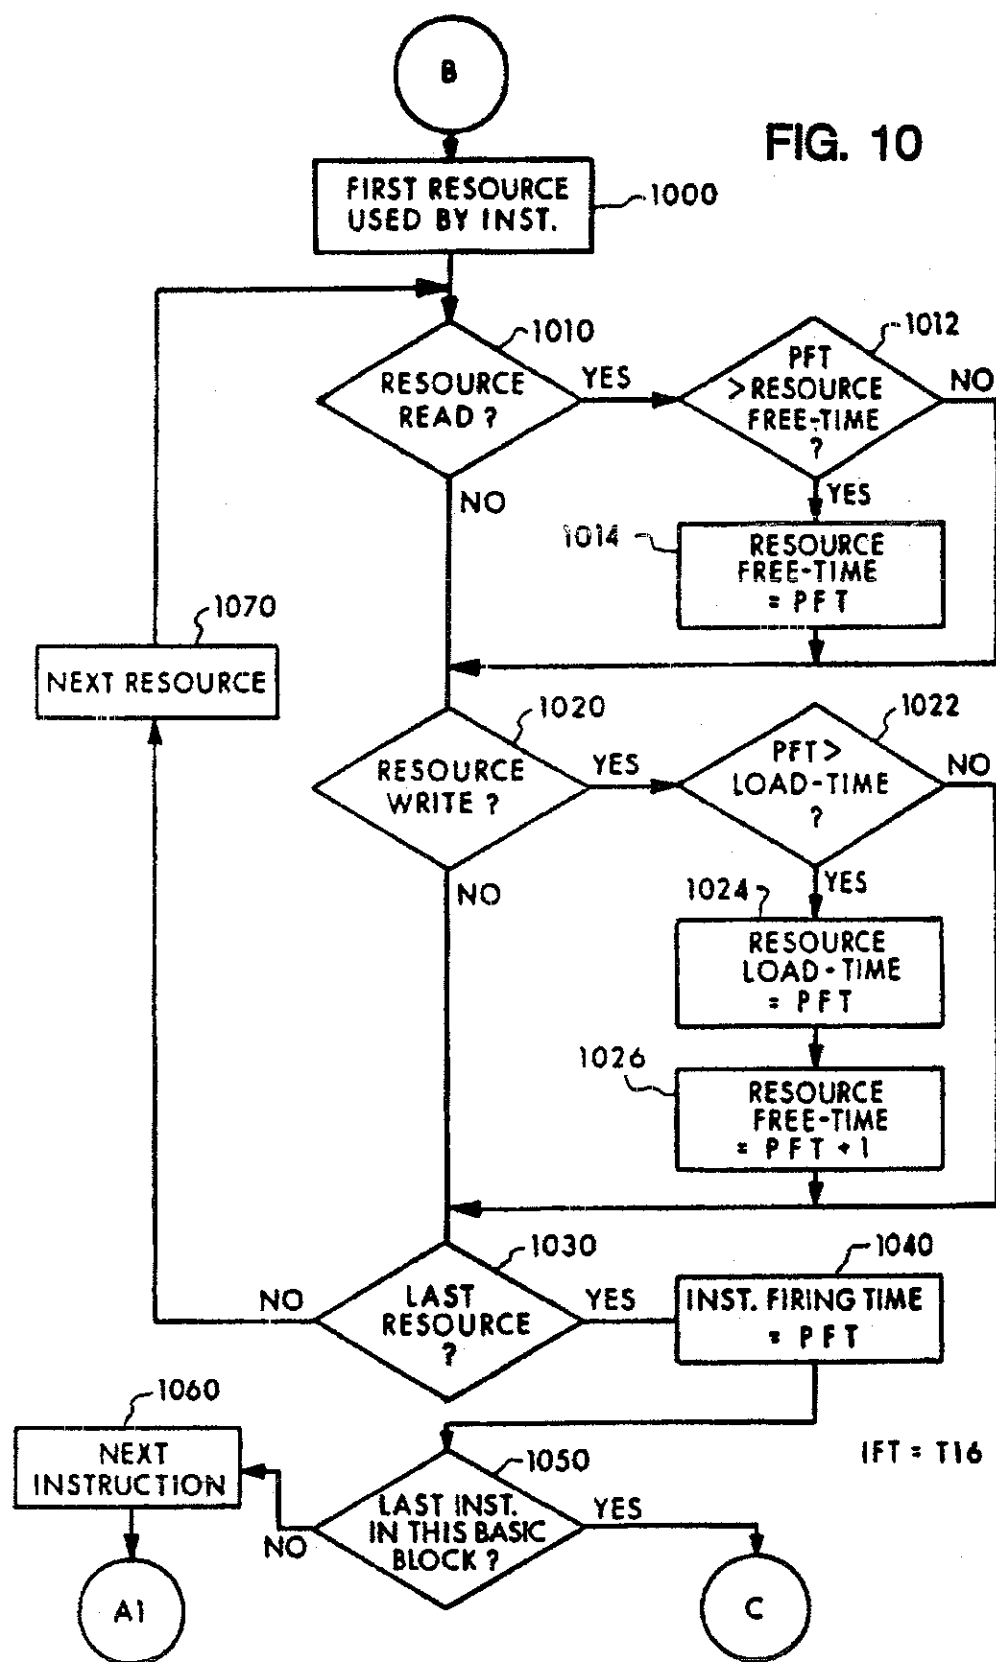 B
FIG. 10
FIRST RESOURCE
USED BY INST.
1000
1010
RESOURCE
READ ?
YES
NO
1012
PFT
>RESOURCE
FREE-TIME
?
NO
YES
1014
RESOURCE
FREE-TIME
= PFT
1070
NEXT RESOURCE
1020
RESOURCE
WRITE ?
YES
NO
1022
PFT >
LOAD-TIME
?
NO
YES
1024
RESOURCE
LOAD-TIME
= PFT
1026
RESOURCE
FREE-TIME
= PFT + 1
1030
LAST
RESOURCE
?
NO
YES
1040
INST. FIRING TIME
= PFT
1060
NEXT
INSTRUCTION
1050
LAST INST.
IN THIS BASIC
BLOCK ?
NO
YES
IFT = T16
A1
C